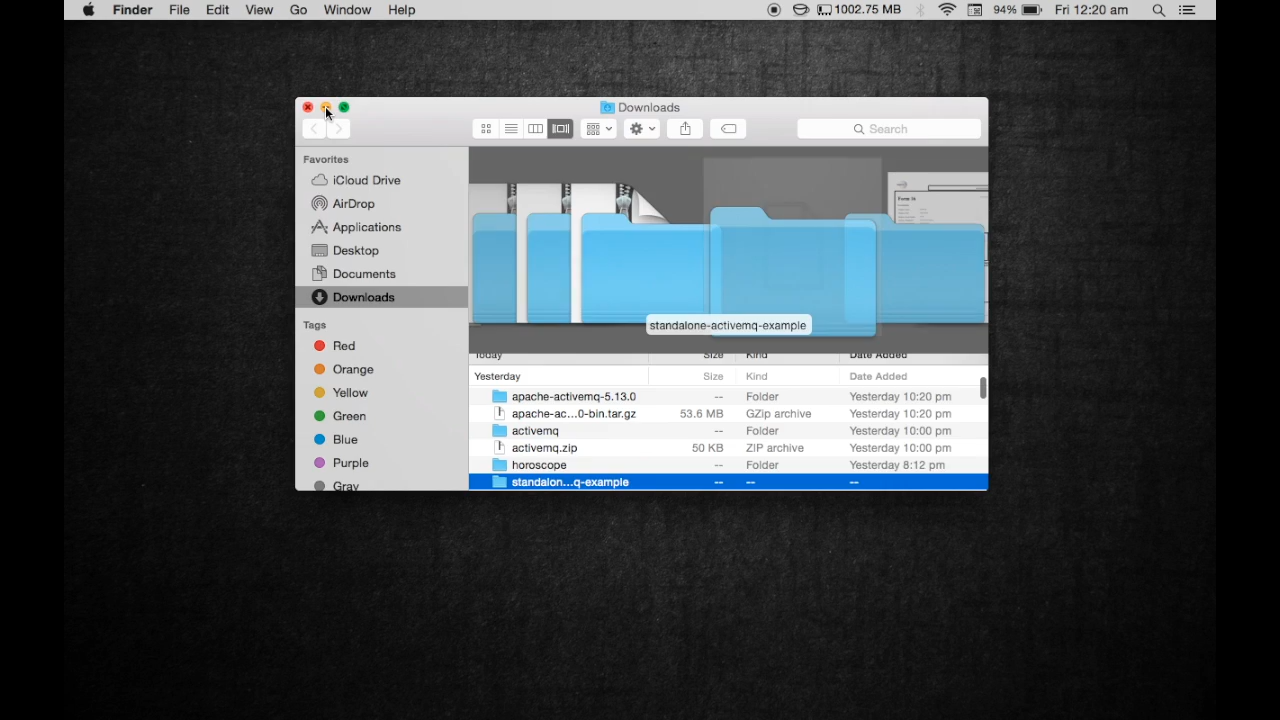 Finder File Edit View Go Window Help 1002.75 MB 94% Fri 12:20 am
Downloads
Search
Favorites
iCloud Drive
AirDrop
Applications
Desktop
Documents
Downloads
Tags
Red
Orange
Yellow
Green
Blue
Purple
Gray
Form 16
standalone-activemq-example
Today Size Kind Date Added
Yesterday Size Kind Date Added
apache-activemq-5.13.0 -- Folder Yesterday 10:20 pm
apache-ac...0-bin.tar.gz 53.6 MB GZip archive Yesterday 10:20 pm
activemq -- Folder Yesterday 10:00 pm
activemq.zip 50 KB ZIP archive Yesterday 10:00 pm
horoscope -- Folder Yesterday 8:12 pm
standalon...q-example -- -- --